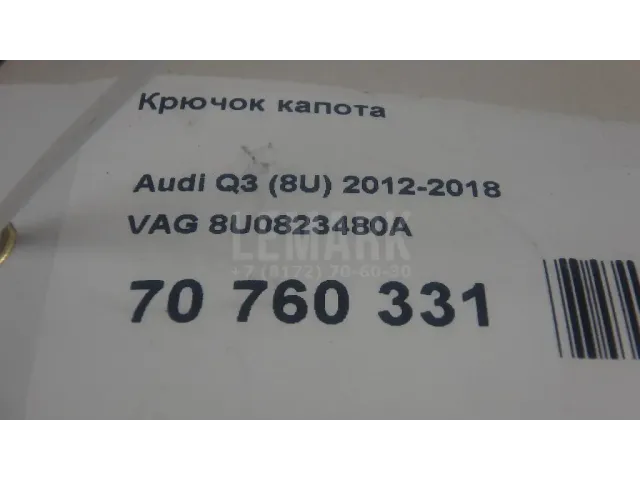 Крючок капота
Audi Q3 (8U) 2012-2018
VAG 8U0823480A
LEMARK
+7 (8172) 70-60-30
70 760 331